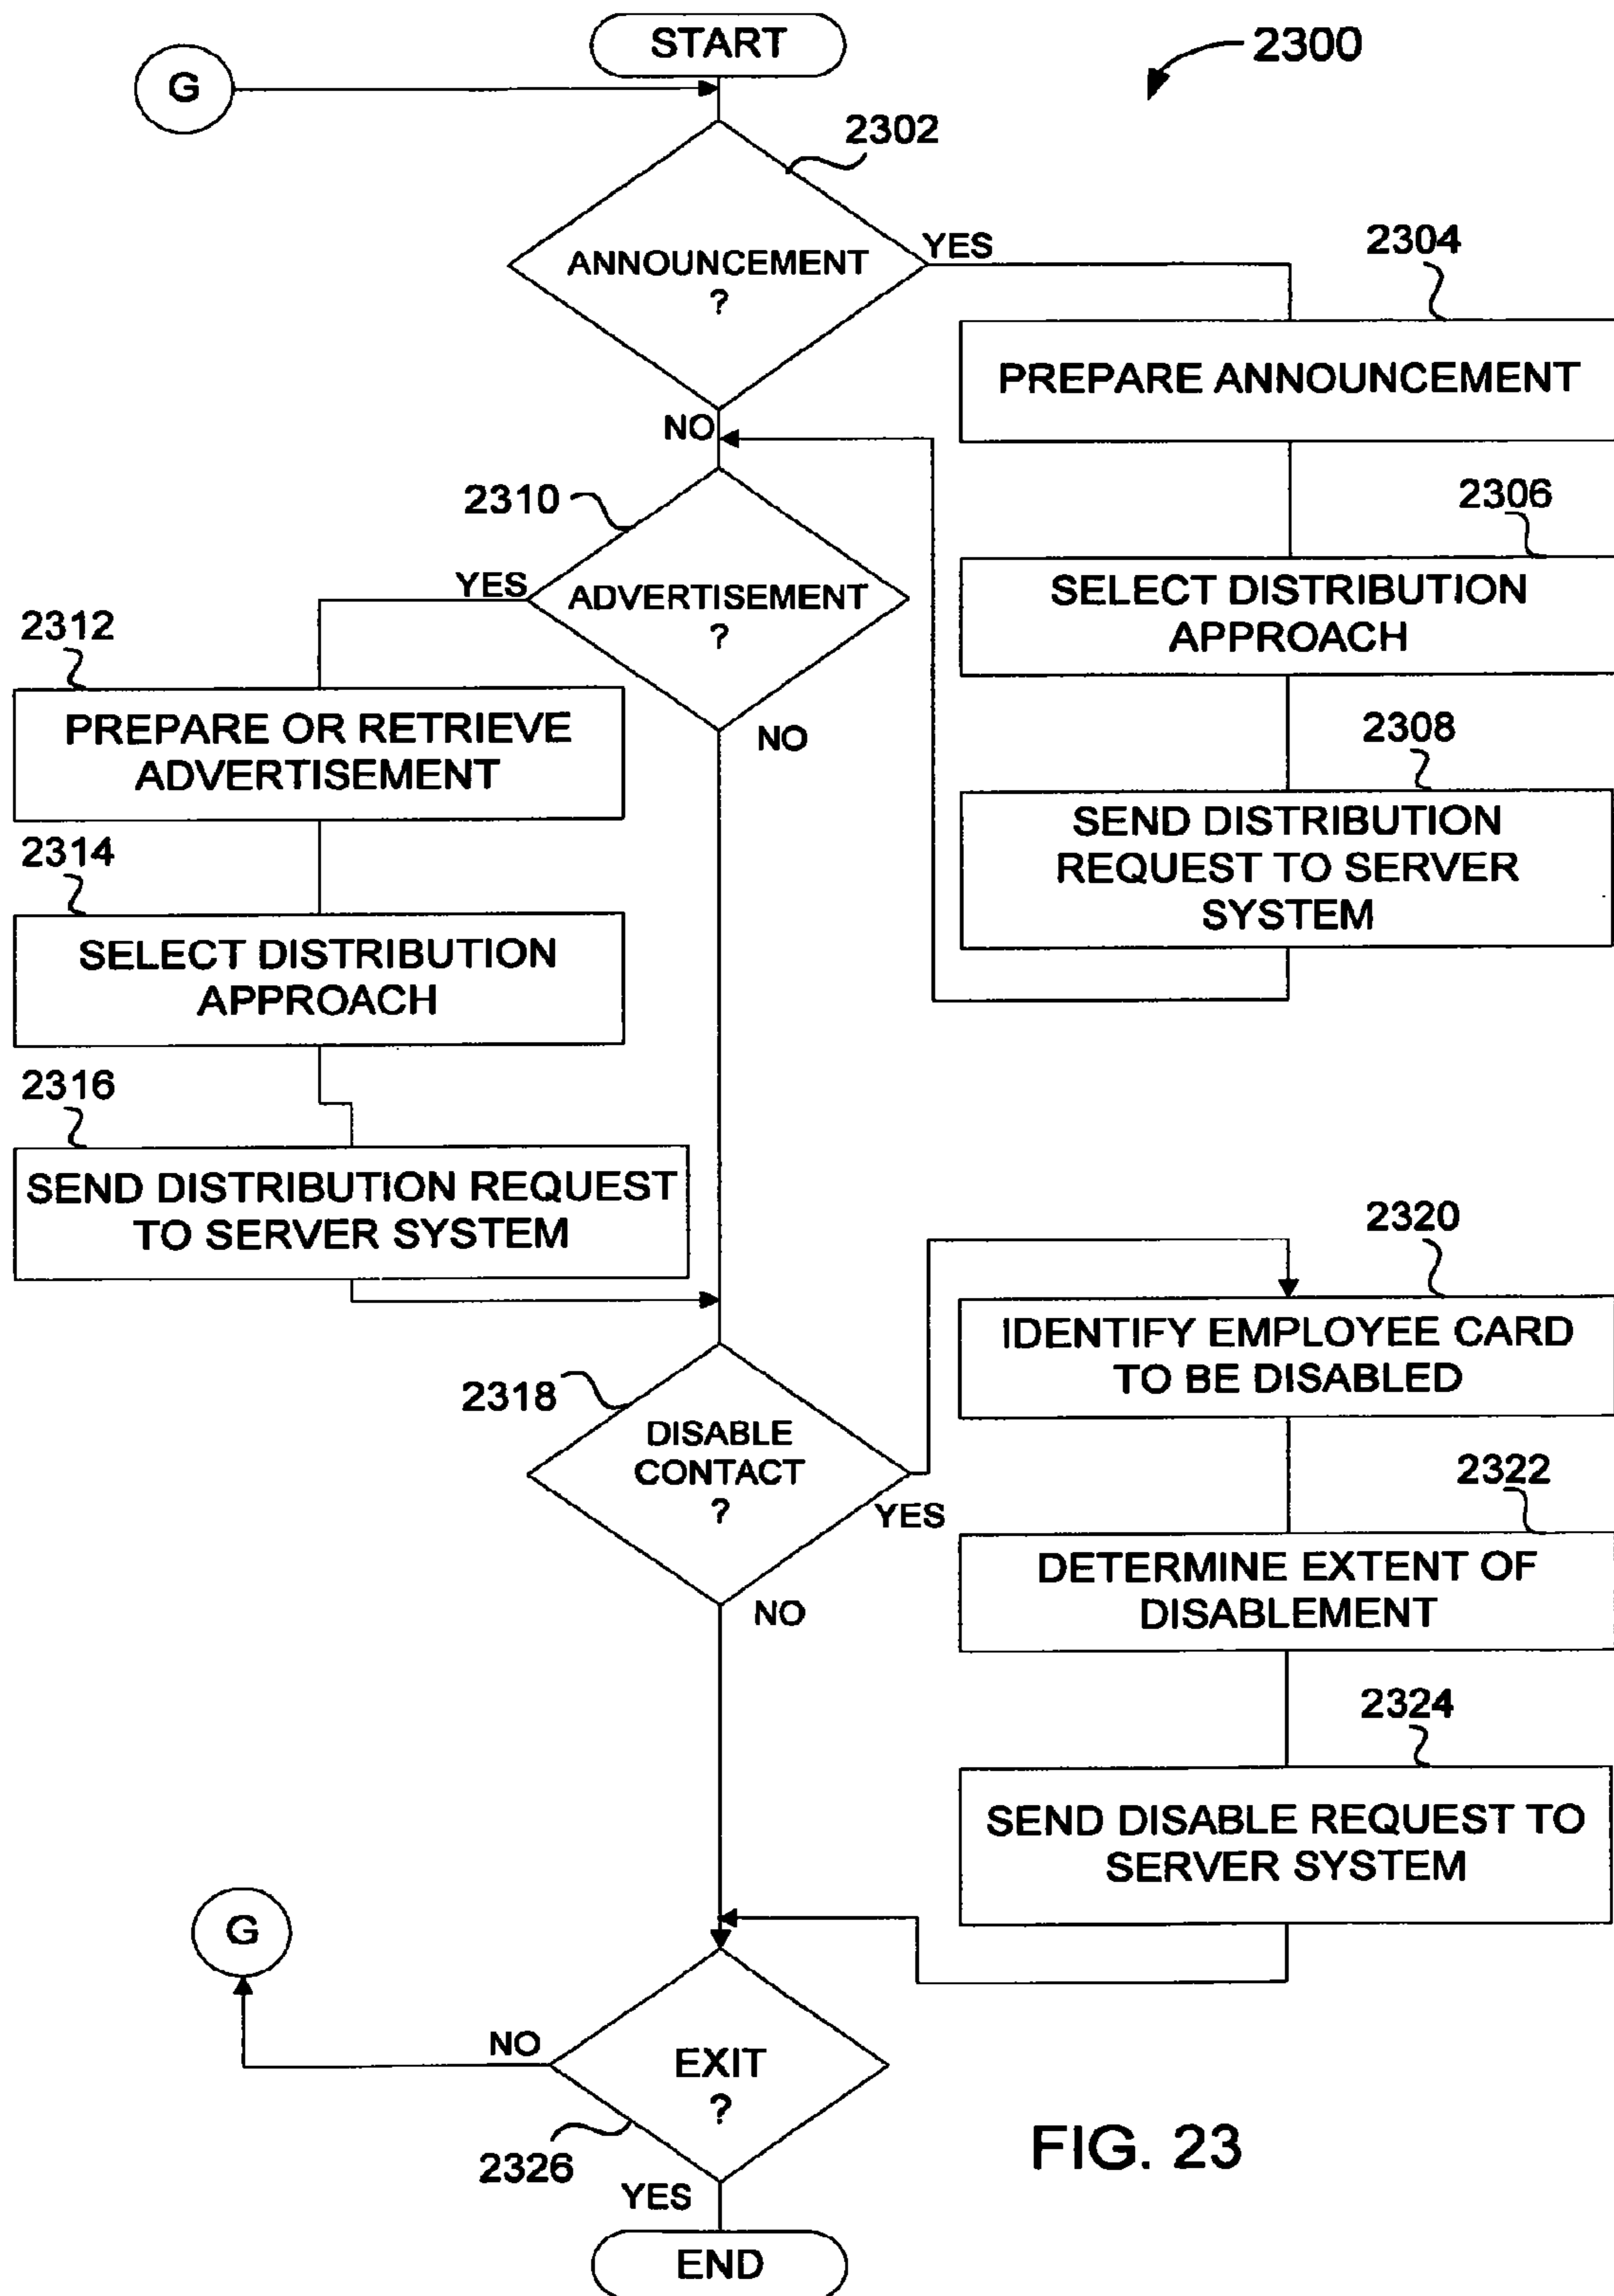 START
2300
G
2302
ANNOUNCEMENT
?
YES
NO
2304
PREPARE ANNOUNCEMENT
2306
SELECT DISTRIBUTION
APPROACH
2308
SEND DISTRIBUTION
REQUEST TO SERVER
SYSTEM
2310
ADVERTISEMENT
?
YES
NO
2312
PREPARE OR RETRIEVE
ADVERTISEMENT
2314
SELECT DISTRIBUTION
APPROACH
2316
SEND DISTRIBUTION REQUEST
TO SERVER SYSTEM
2318
DISABLE
CONTACT
?
YES
NO
2320
IDENTIFY EMPLOYEE CARD
TO BE DISABLED
2322
DETERMINE EXTENT OF
DISABLEMENT
2324
SEND DISABLE REQUEST TO
SERVER SYSTEM
G
NO
EXIT
?
2326
YES
END
FIG. 23